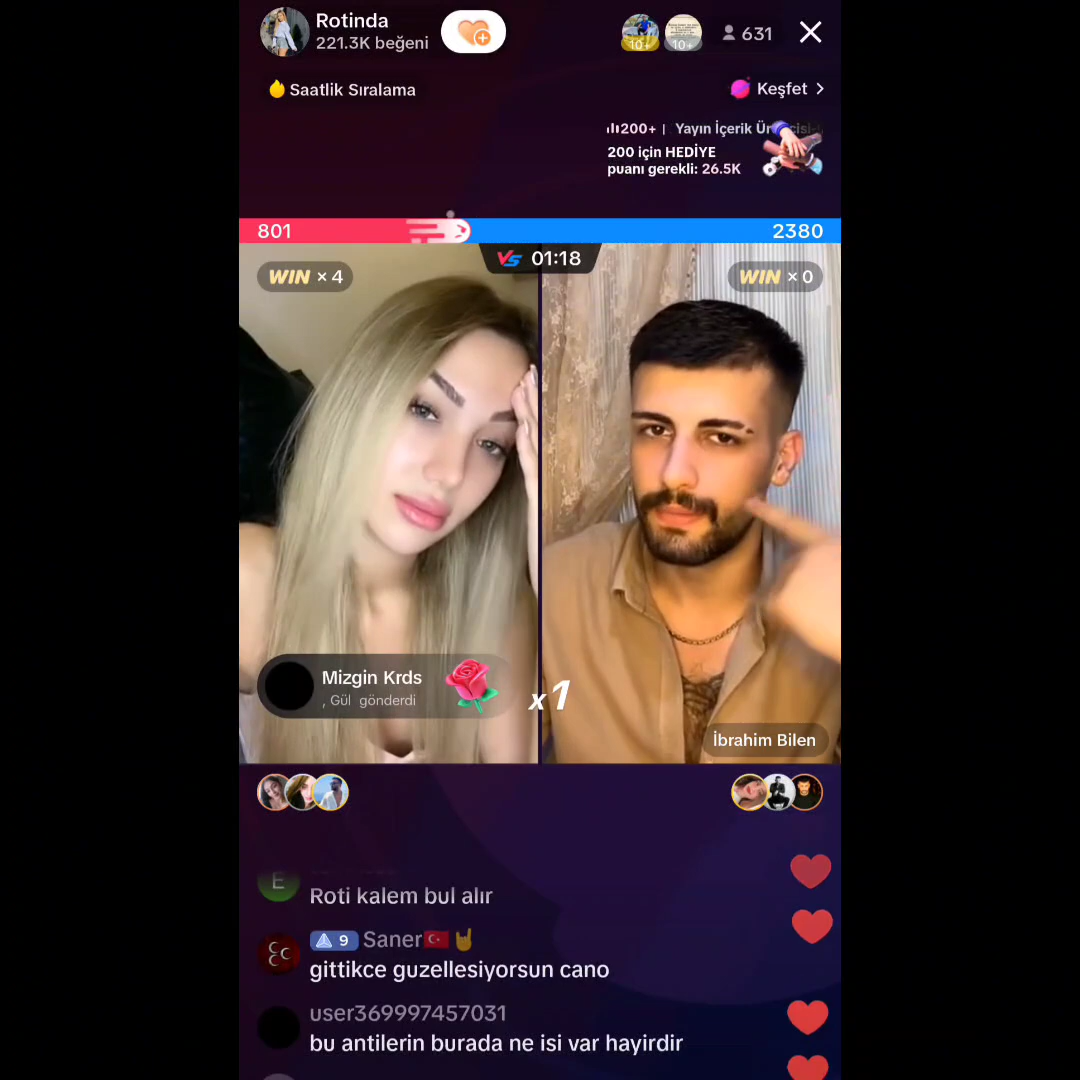 Rotinda
221.3K beğeni
10+
10+
631
Saatlik Sıralama
Keşfet
200+ | Yayın İçerik
200 için HEDİYE
puanı gerekli: 26.5K
801
2380
VS 01:18
WIN × 4
WIN × 0
Mizgin Krds
, Gül gönderdi
x1
İbrahim Bilen
E
Roti kalem bul alır
9 Saner
gittikce guzellesiyorsun cano
user369997457031
bu antilerin burada ne isi var hayirdir